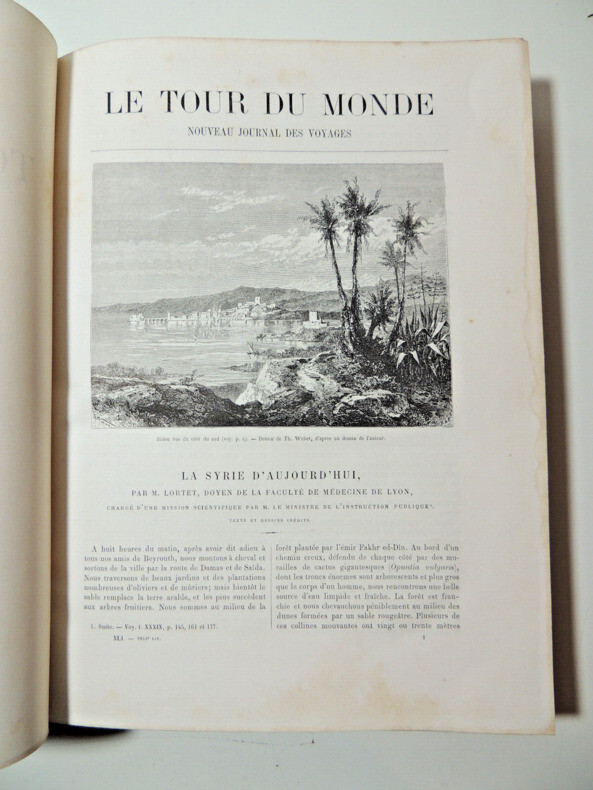 LE TOUR DU MONDE
NOUVEAU JOURNAL DES VOYAGES
Sidon vue du côté du sud (voy. p. 4). — Dessin de Th. Weber, d'après un dessin de l'auteur.
LA SYRIE D'AUJOURD'HUI,
PAR M. LORTET, DOYEN DE LA FACULTÉ DE MÉDECINE DE LYON,
CHARGÉ D'UNE MISSION SCIENTIFIQUE PAR M. LE MINISTRE DE L'INSTRUCTION PUBLIQUE¹.
TEXTE ET DESSINS INÉDITS.
A huit heures du matin, après avoir dit adieu à
tous nos amis de Beyrouth, nous montons à cheval et
sortons de la ville par la route de Damas et de Saïda.
Nous traversons de beaux jardins et des plantations
nombreuses d'oliviers et de mûriers; mais bientôt le
sable remplace la terre arable, et les pins succèdent
aux arbres fruitiers. Nous sommes au milieu de la
1. Suite. — Voy. t. XXXIX, p. 145, 161 et 177.
XLI. —
forêt plantée par l'émir Fakhr ed-Dîn. Au bord d'un
chemin creux, défendu de chaque côté par des mu-
railles de cactus gigantesques (Opuntia vulgaris),
dont les troncs énormes sont arborescents et plus gros
que le corps d'un homme, nous rencontrons une belle
source d'eau limpide et fraîche. La forêt est fran-
chie et nous chevauchons péniblement au milieu des
dunes formées par un sable rougeâtre. Plusieurs de
ces collines mouvantes ont vingt ou trente mètres
1